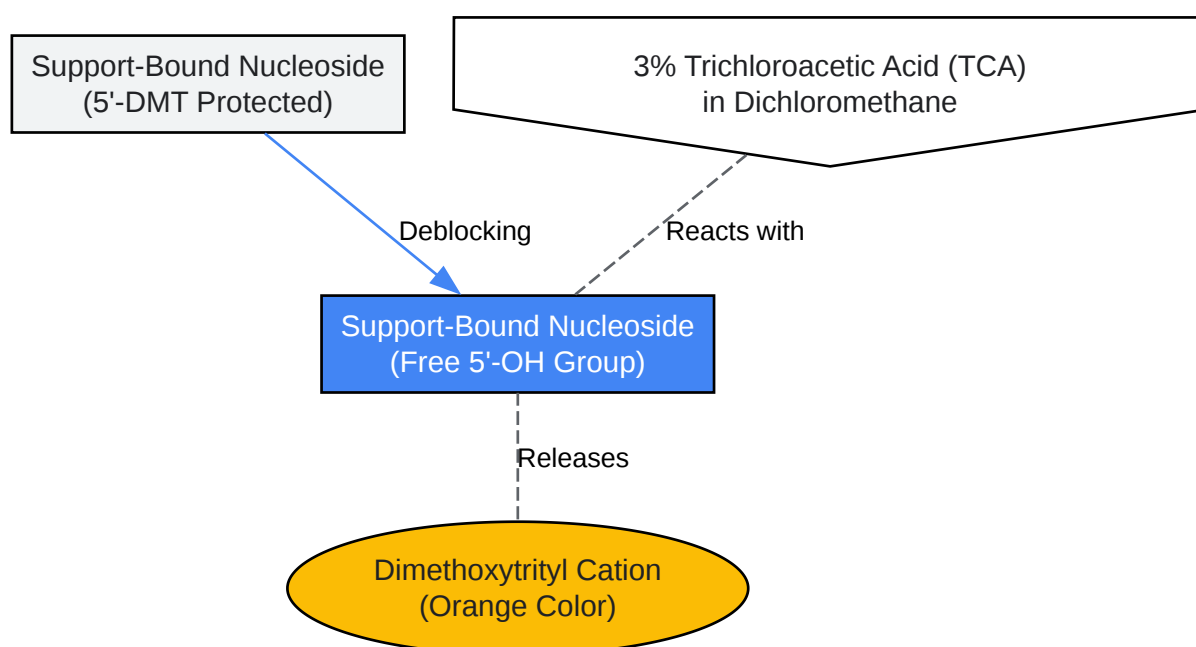 Support-Bound Nucleoside
(5'-DMT Protected)
3% Trichloroacetic Acid (TCA)
in Dichloromethane
Deblocking
Reacts with
Support-Bound Nucleoside
(Free 5'-OH Group)
Releases
Dimethoxytrityl Cation
(Orange Color)